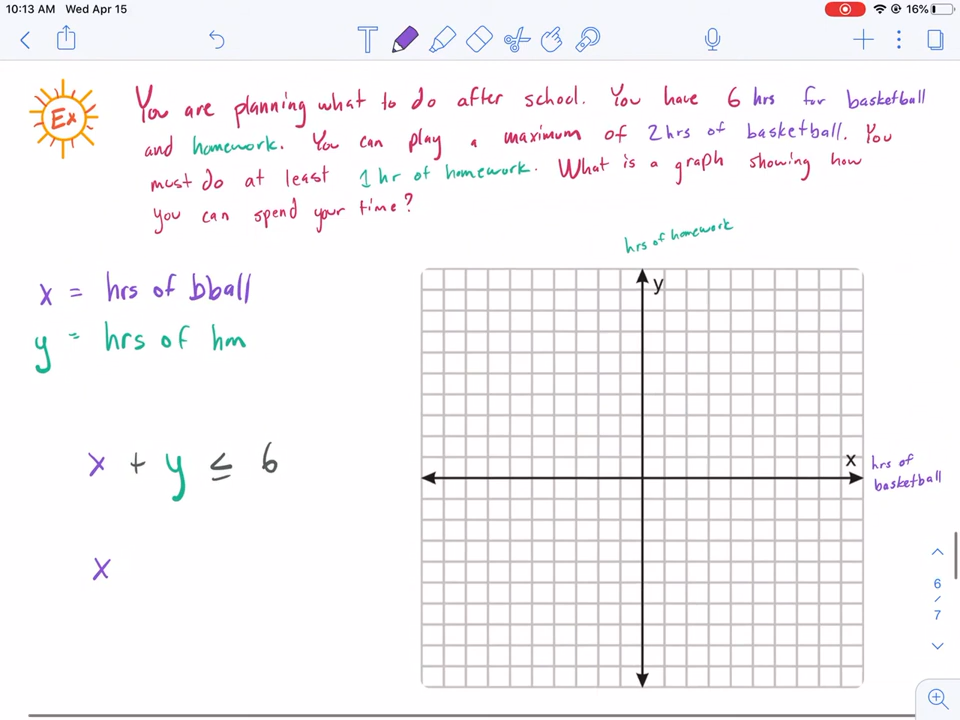 10:13 AM Wed Apr 15
16%
T
Ex
You are planning what to do after school. You have 6 hrs for basketball
and homework. You can play a maximum of 2hrs of basketball. You
must do at least 1 hr of homework. What is a graph showing how
you can spend your time?
hrs of homework
y
x = hrs of bball
y = hrs of hm
x + y ≤ 6
x
hrs of
basketball
x
6
/
7